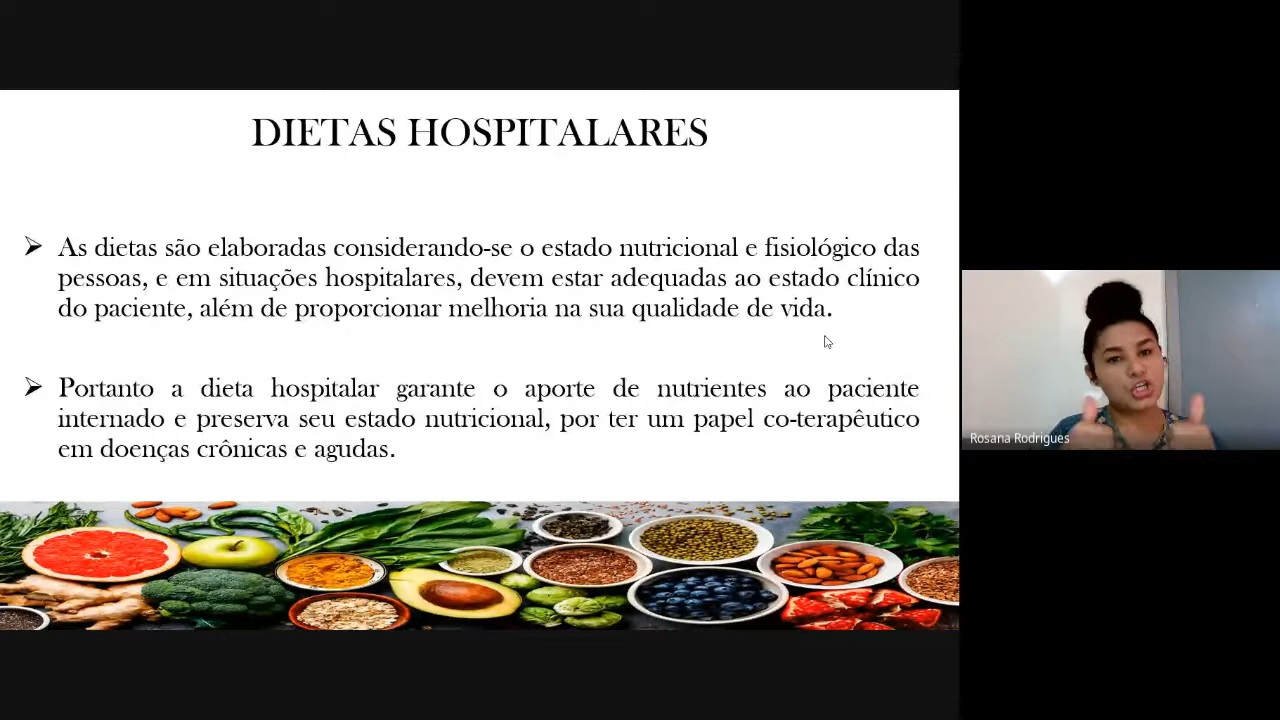 DIETAS HOSPITALARES
As dietas são elaboradas considerando-se o estado nutricional e fisiológico das
pessoas, e em situações hospitalares, devem estar adequadas ao estado clínico
do paciente, além de proporcionar melhoria na sua qualidade de vida.
Portanto a dieta hospitalar garante o aporte de nutrientes ao paciente
internado e preserva seu estado nutricional, por ter um papel co-terapêutico
em doenças crônicas e agudas.
Rosana Rodrigues